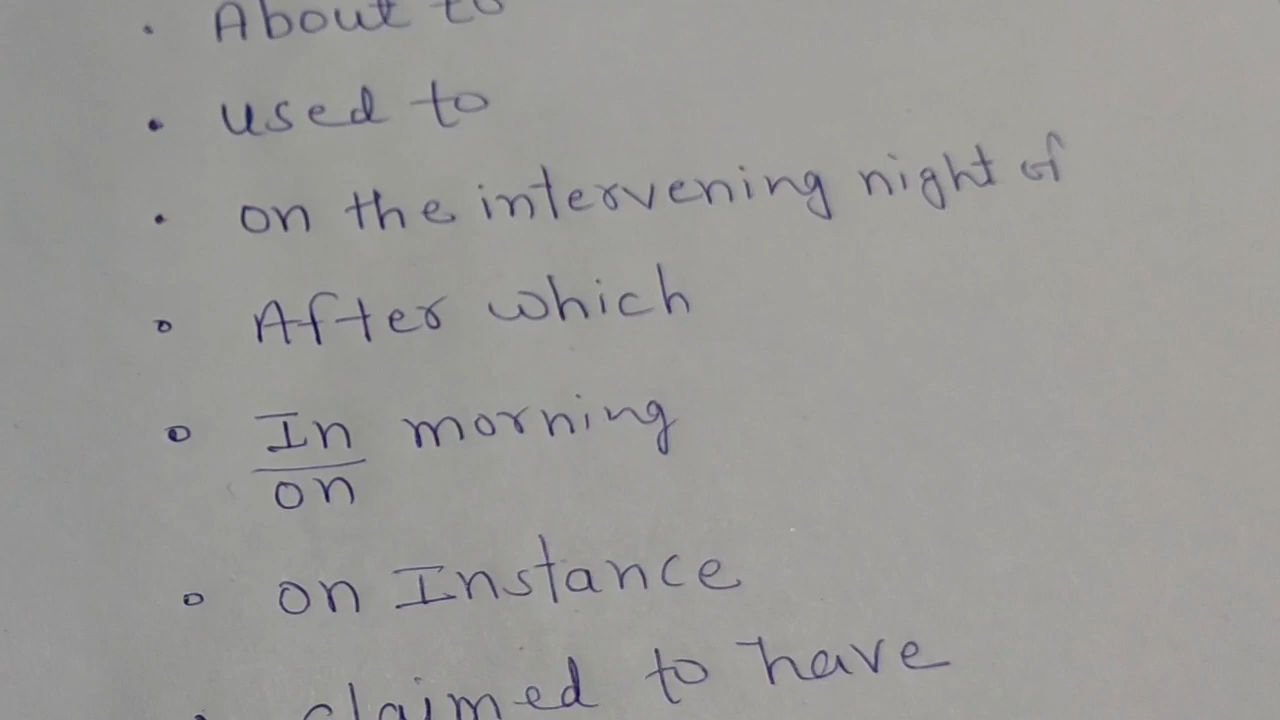 • About to
• used to
• on the intervening night of
• After which
• In morning
on
• on Instance
• claimed to have